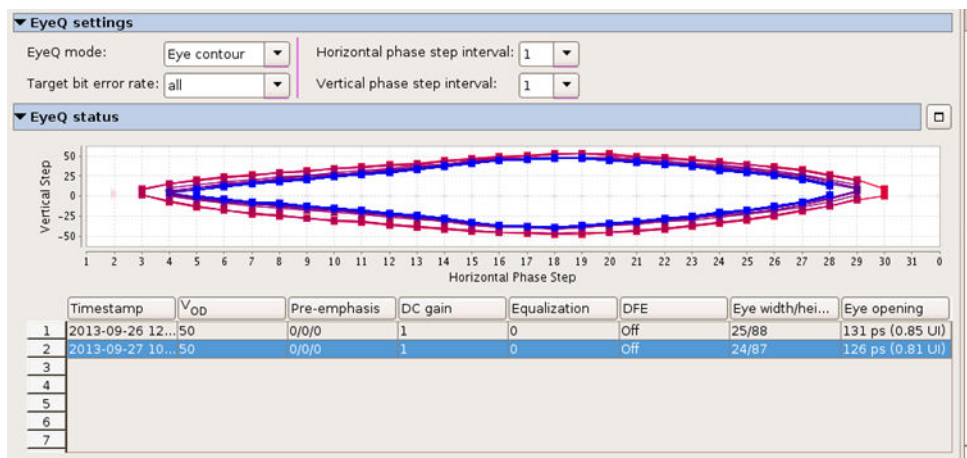 EyeQ settings
EyeQ mode: Eye contour Horizontal phase step interval: 1
Target bit error rate: all Vertical phase step interval: 1
EyeQ status
Vertical Step
50
25
0
-25
-50
1 2 3 4 5 6 7 8 9 10 11 12 13 14 15 16 17 18 19 20 21 22 23 24 25 26 27 28 29 30 31 0
Horizontal Phase Step
Timestamp VOD Pre-emphasis DC gain Equalization DFE Eye width/hei... Eye opening
1 2013-09-26 12... 50 0/0/0 1 0 Off 25/88 131 ps (0.85 UI)
2 2013-09-27 10... 50 0/0/0 1 0 Off 24/87 126 ps (0.81 UI)
3
4
5
6
7